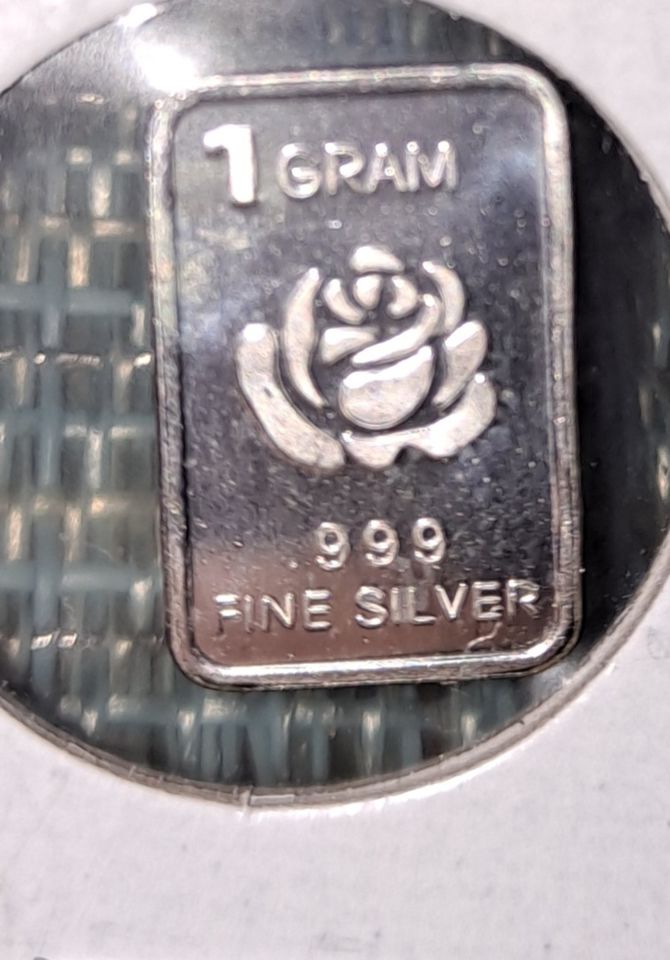 1 GRAM
.999
FINE SILVER